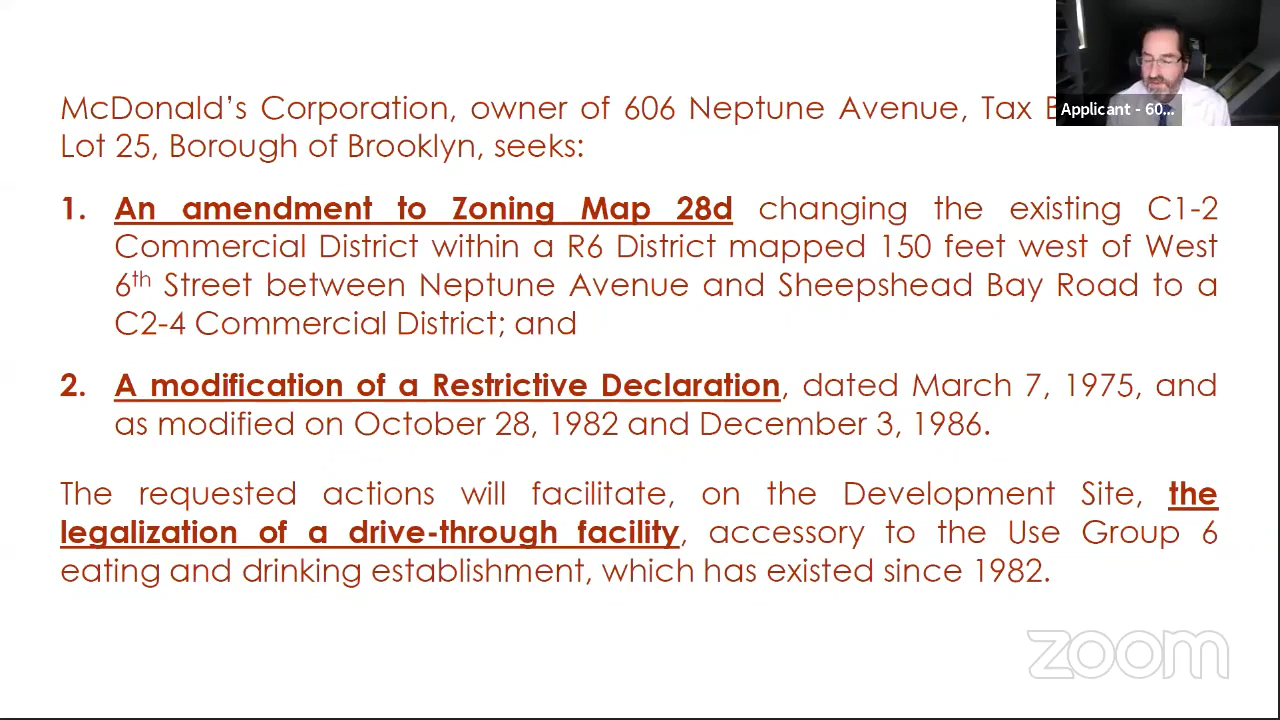 McDonald's Corporation, owner of 606 Neptune Avenue, Tax
Applicant - 60...
Lot 25, Borough of Brooklyn, seeks:
1. An amendment to Zoning Map 28d changing the existing C1-2
Commercial District within a R6 District mapped 150 feet west of West
6th Street between Neptune Avenue and Sheepshead Bay Road to a
C2-4 Commercial District; and
2. A modification of a Restrictive Declaration, dated March 7, 1975, and
as modified on October 28, 1982 and December 3, 1986.
The requested actions will facilitate, on the Development Site, the
legalization of a drive-through facility, accessory to the Use Group 6
eating and drinking establishment, which has existed since 1982.
zoom